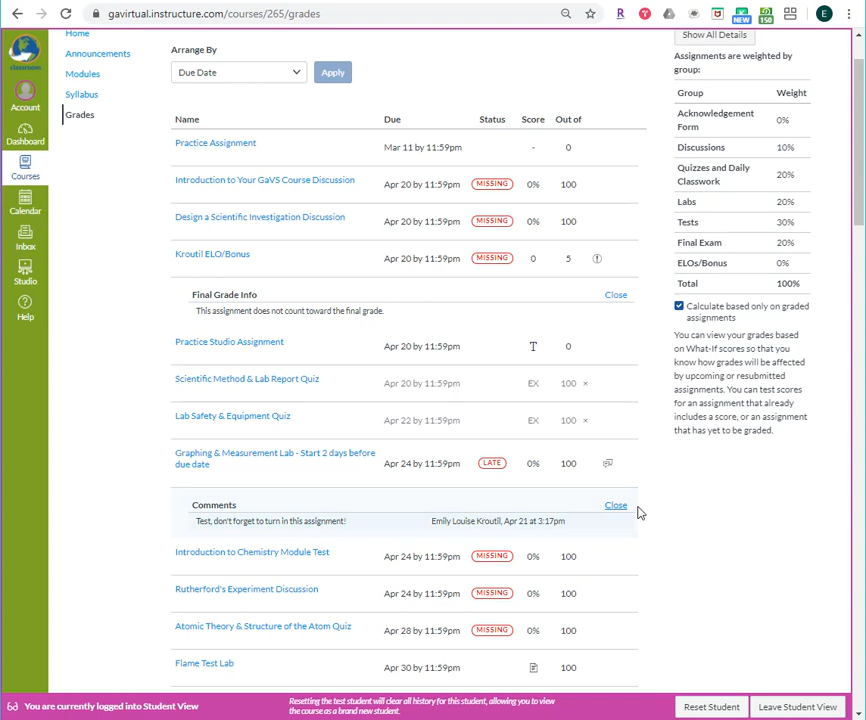 gavirtual.instructure.com/courses/265/grades
R
NEW
150
E
classroom
Account
Dashboard
Courses
Calendar
Inbox
Studio
Help
Home
Announcements
Modules
Syllabus
Grades
Arrange By
Due Date
Apply
Name Due Status Score Out of
Practice Assignment Mar 11 by 11:59pm - 0
Introduction to Your GaVS Course Discussion Apr 20 by 11:59pm MISSING 0% 100
Design a Scientific Investigation Discussion Apr 20 by 11:59pm MISSING 0% 100
Kroutil ELO/Bonus Apr 20 by 11:59pm MISSING 0 5
Final Grade Info Close
This assignment does not count toward the final grade.
Practice Studio Assignment Apr 20 by 11:59pm T 0
Scientific Method & Lab Report Quiz Apr 20 by 11:59pm EX 100 ×
Lab Safety & Equipment Quiz Apr 22 by 11:59pm EX 100 ×
Graphing & Measurement Lab - Start 2 days before
due date Apr 24 by 11:59pm LATE 0% 100
Comments Close
Test, don't forget to turn in this assignment! Emily Louise Kroutil, Apr 21 at 3:17pm
Introduction to Chemistry Module Test Apr 24 by 11:59pm MISSING 0% 100
Rutherford's Experiment Discussion Apr 24 by 11:59pm MISSING 0% 100
Atomic Theory & Structure of the Atom Quiz Apr 28 by 11:59pm MISSING 0% 100
Flame Test Lab Apr 30 by 11:59pm 100
Show All Details
Assignments are weighted by
group:
Group Weight
Acknowledgement
Form 0%
Discussions 10%
Quizzes and Daily
Classwork 20%
Labs 20%
Tests 30%
Final Exam 20%
ELOs/Bonus 0%
Total 100%
Calculate based only on graded
assignments
You can view your grades based
on What-If scores so that you
know how grades will be affected
by upcoming or resubmitted
assignments. You can test scores
for an assignment that already
includes a score, or an assignment
that has yet to be graded.
You are currently logged into Student View
Resetting the test student will clear all history for this student, allowing you to view
the course as a brand new student.
Reset Student
Leave Student View